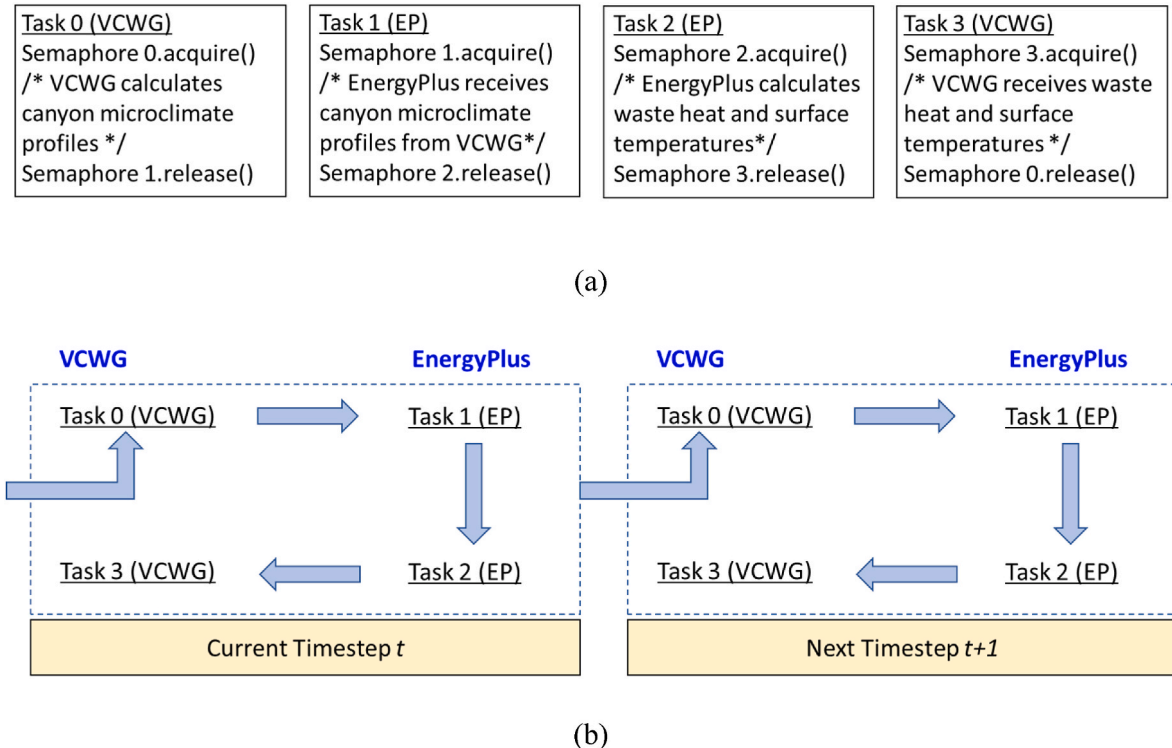 Task 0 (VCWG)
Semaphore 0.acquire()
/* VCWG calculates
canyon microclimate
profiles */
Semaphore 1.release()
Task 1 (EP)
Semaphore 1.acquire()
/* EnergyPlus receives
canyon microclimate
profiles from VCWG*/
Semaphore 2.release()
Task 2 (EP)
Semaphore 2.acquire()
/* EnergyPlus calculates
waste heat and surface
temperatures*/
Semaphore 3.release()
Task 3 (VCWG)
Semaphore 3.acquire()
/* VCWG receives waste
heat and surface
temperatures */
Semaphore 0.release()
(a)
VCWG
EnergyPlus
Task 0 (VCWG)
Task 1 (EP)
Task 3 (VCWG)
Task 2 (EP)
Current Timestep t
VCWG
EnergyPlus
Task 0 (VCWG)
Task 1 (EP)
Task 3 (VCWG)
Task 2 (EP)
Next Timestep t+1
(b)